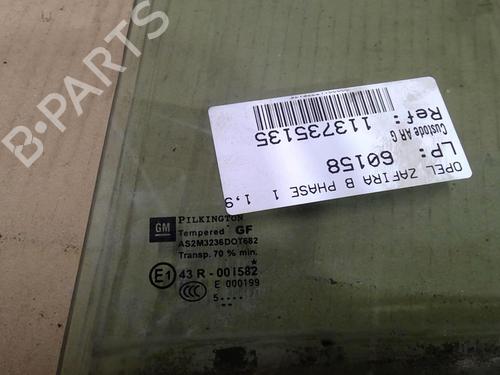 B-PARTS
OPEL ZAFIRA B PHASE 1 1,9
LP: 60158
Custode AR G
Ref: 113735135
GM PILKINGTON
Tempered GF
AS2M3236DOT682
Transp. 70 % min.
E1 43 R-001582
CCC E 000199
5....